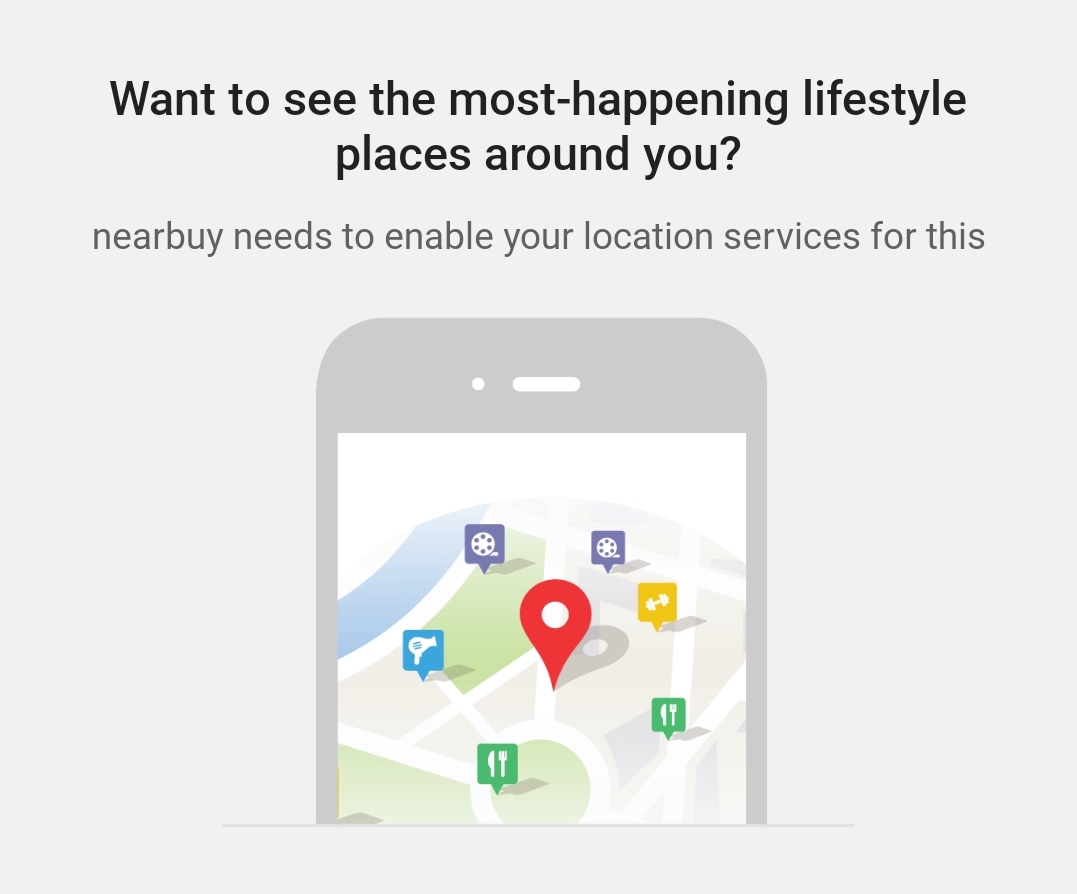 Want to see the most-happening lifestyle
places around you?
nearbuy needs to enable your location services for this